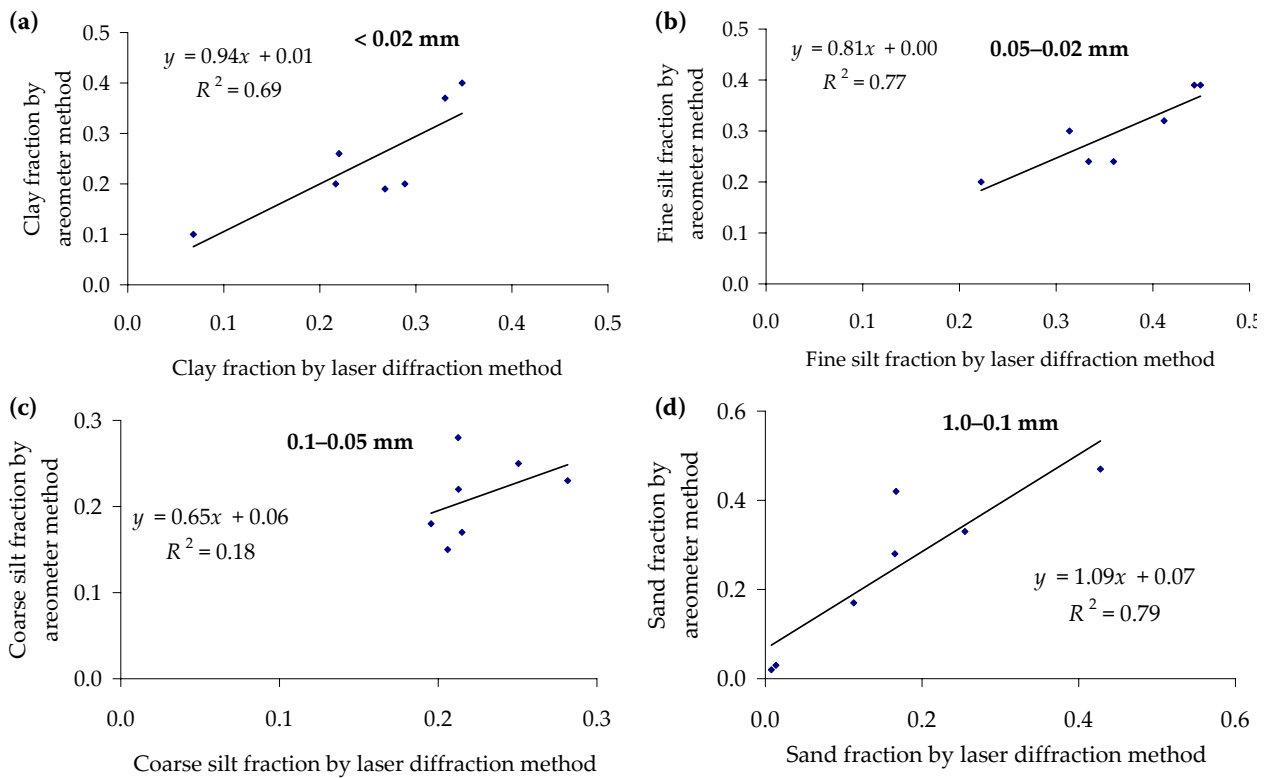 (a)
< 0.02 mm
y = 0.94x + 0.01
R² = 0.69
Clay fraction by
areometer method
0.5
0.4
0.3
0.2
0.1
0.0
0.0 0.1 0.2 0.3 0.4 0.5
Clay fraction by laser diffraction method
(b)
0.05–0.02 mm
y = 0.81x + 0.00
R² = 0.77
Fine silt fraction by
areometer method
0.5
0.4
0.3
0.2
0.1
0.0
0.0 0.1 0.2 0.3 0.4
Fine silt fraction by laser diffraction method
(c)
0.1–0.05 mm
y = 0.65x + 0.06
R² = 0.18
Coarse silt fraction by
areometer method
0.3
0.2
0.1
0.0
0.0 0.1 0.2 0.3
Coarse silt fraction by laser diffraction method
(d)
1.0–0.1 mm
y = 1.09x + 0.07
R² = 0.79
Sand fraction by
areometer method
0.6
0.4
0.2
0.0
0.0 0.2 0.4 0.6
Sand fraction by laser diffraction method